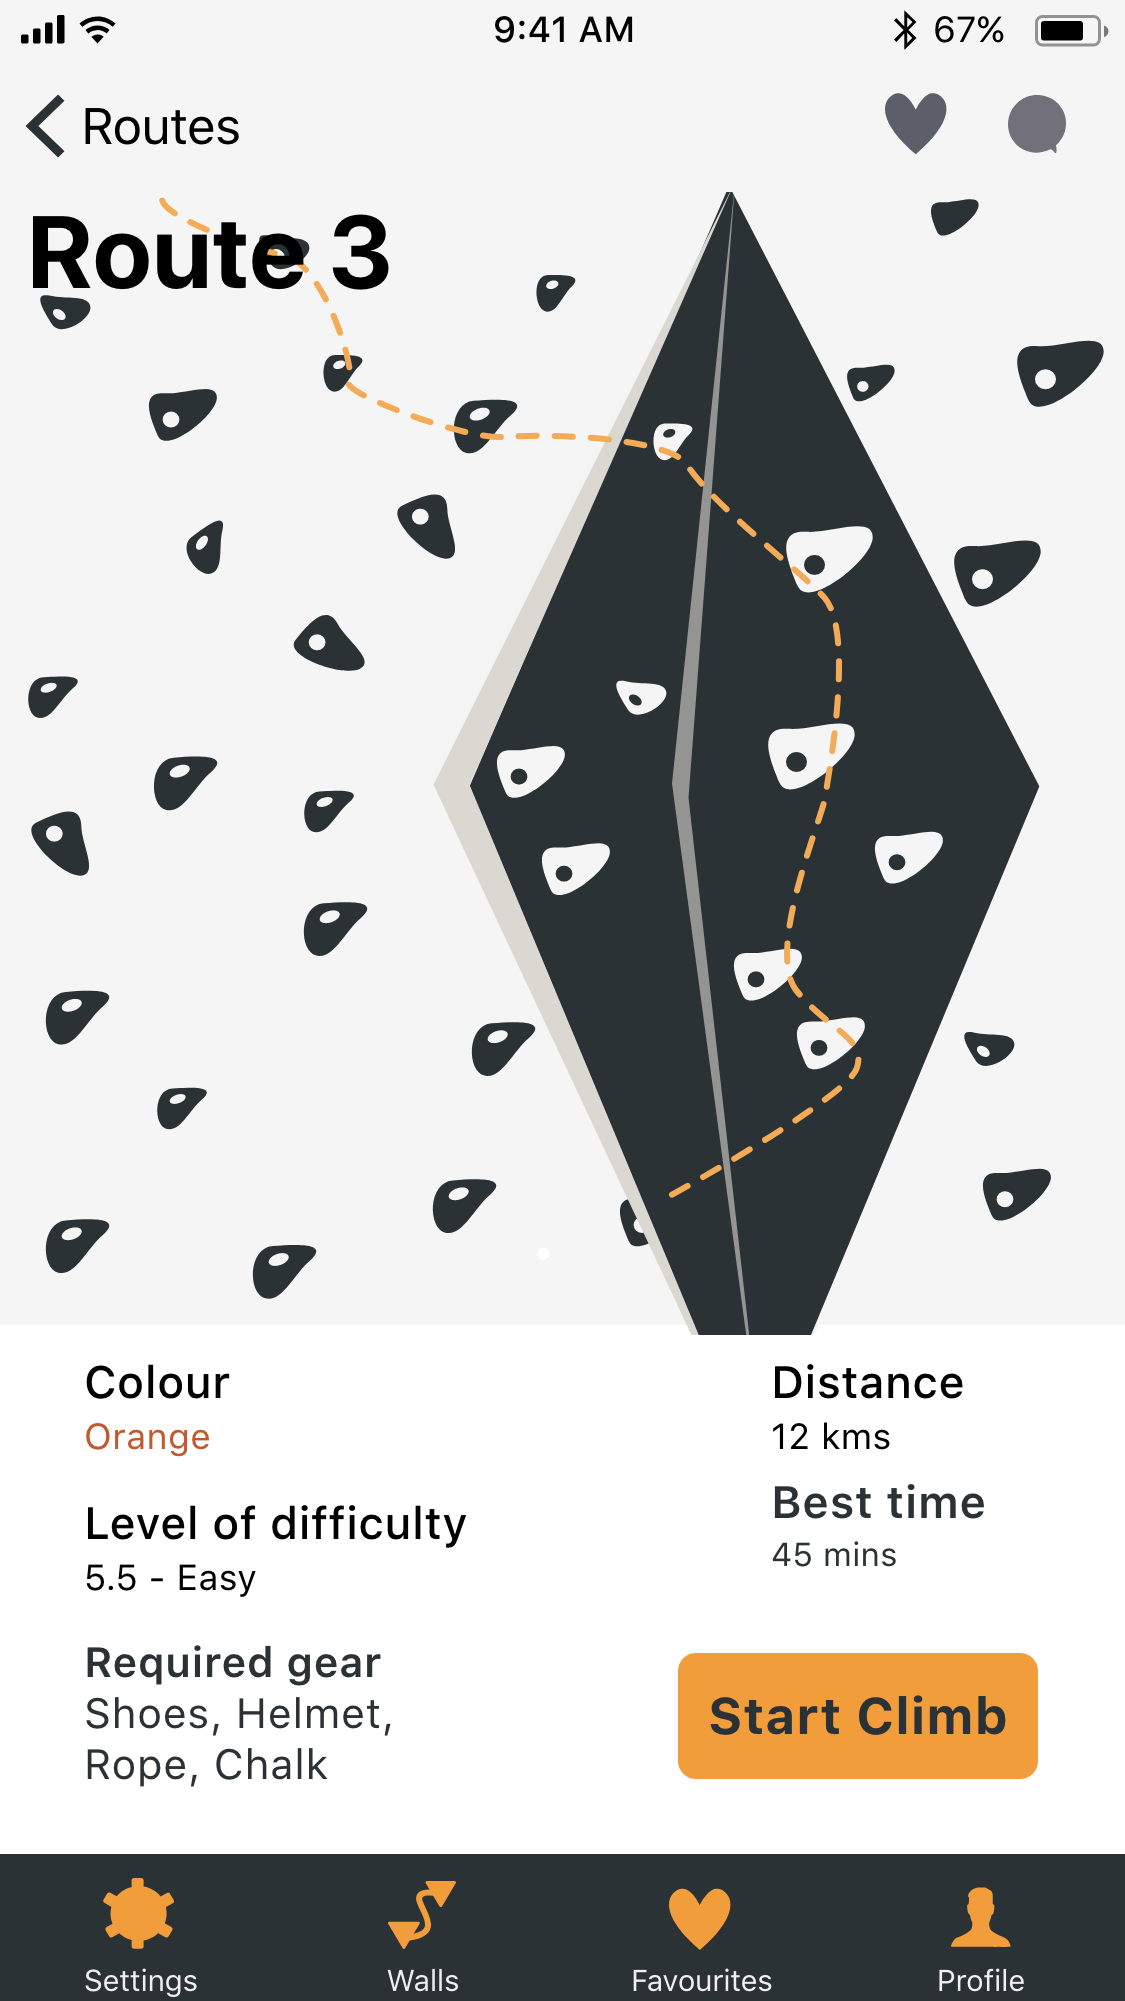 9:41 AM
67%
Routes
Route 3
Colour
Orange
Distance
12 kms
Level of difficulty
5.5 - Easy
Best time
45 mins
Required gear
Shoes, Helmet,
Rope, Chalk
Start Climb
Settings
Walls
Favourites
Profile